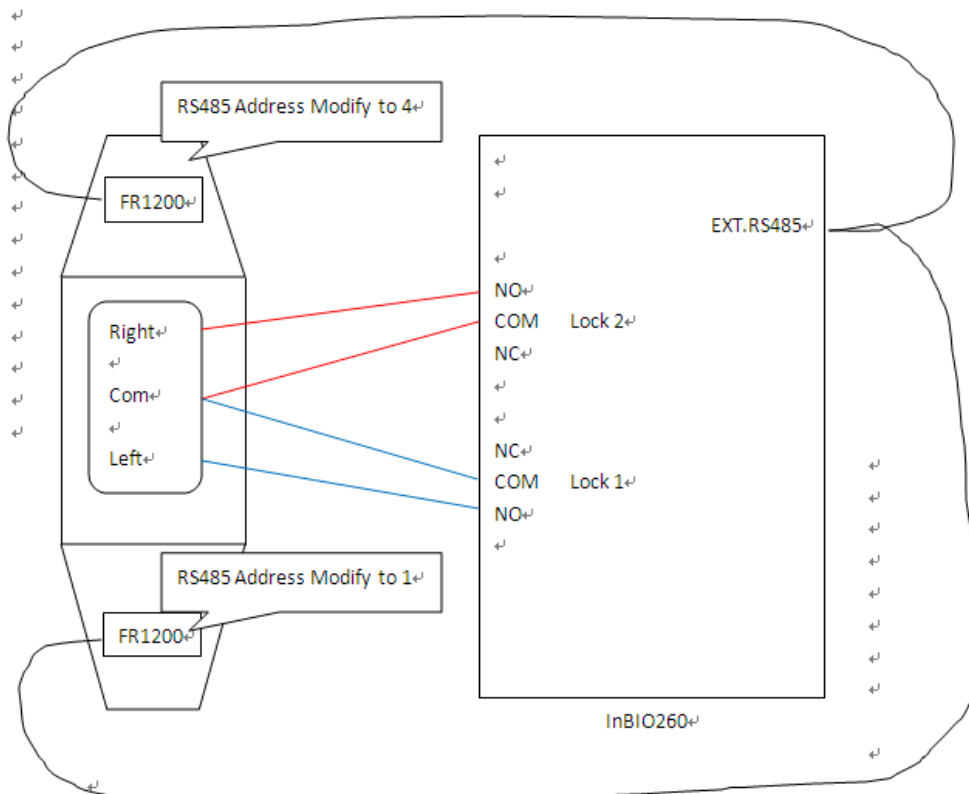 RS485 Address Modify to 4
FR1200
EXT.RS485
Right
Com
Left
NO
COM Lock 2
NC
NC
COM Lock 1
NO
RS485 Address Modify to 1
FR1200
InBIO260